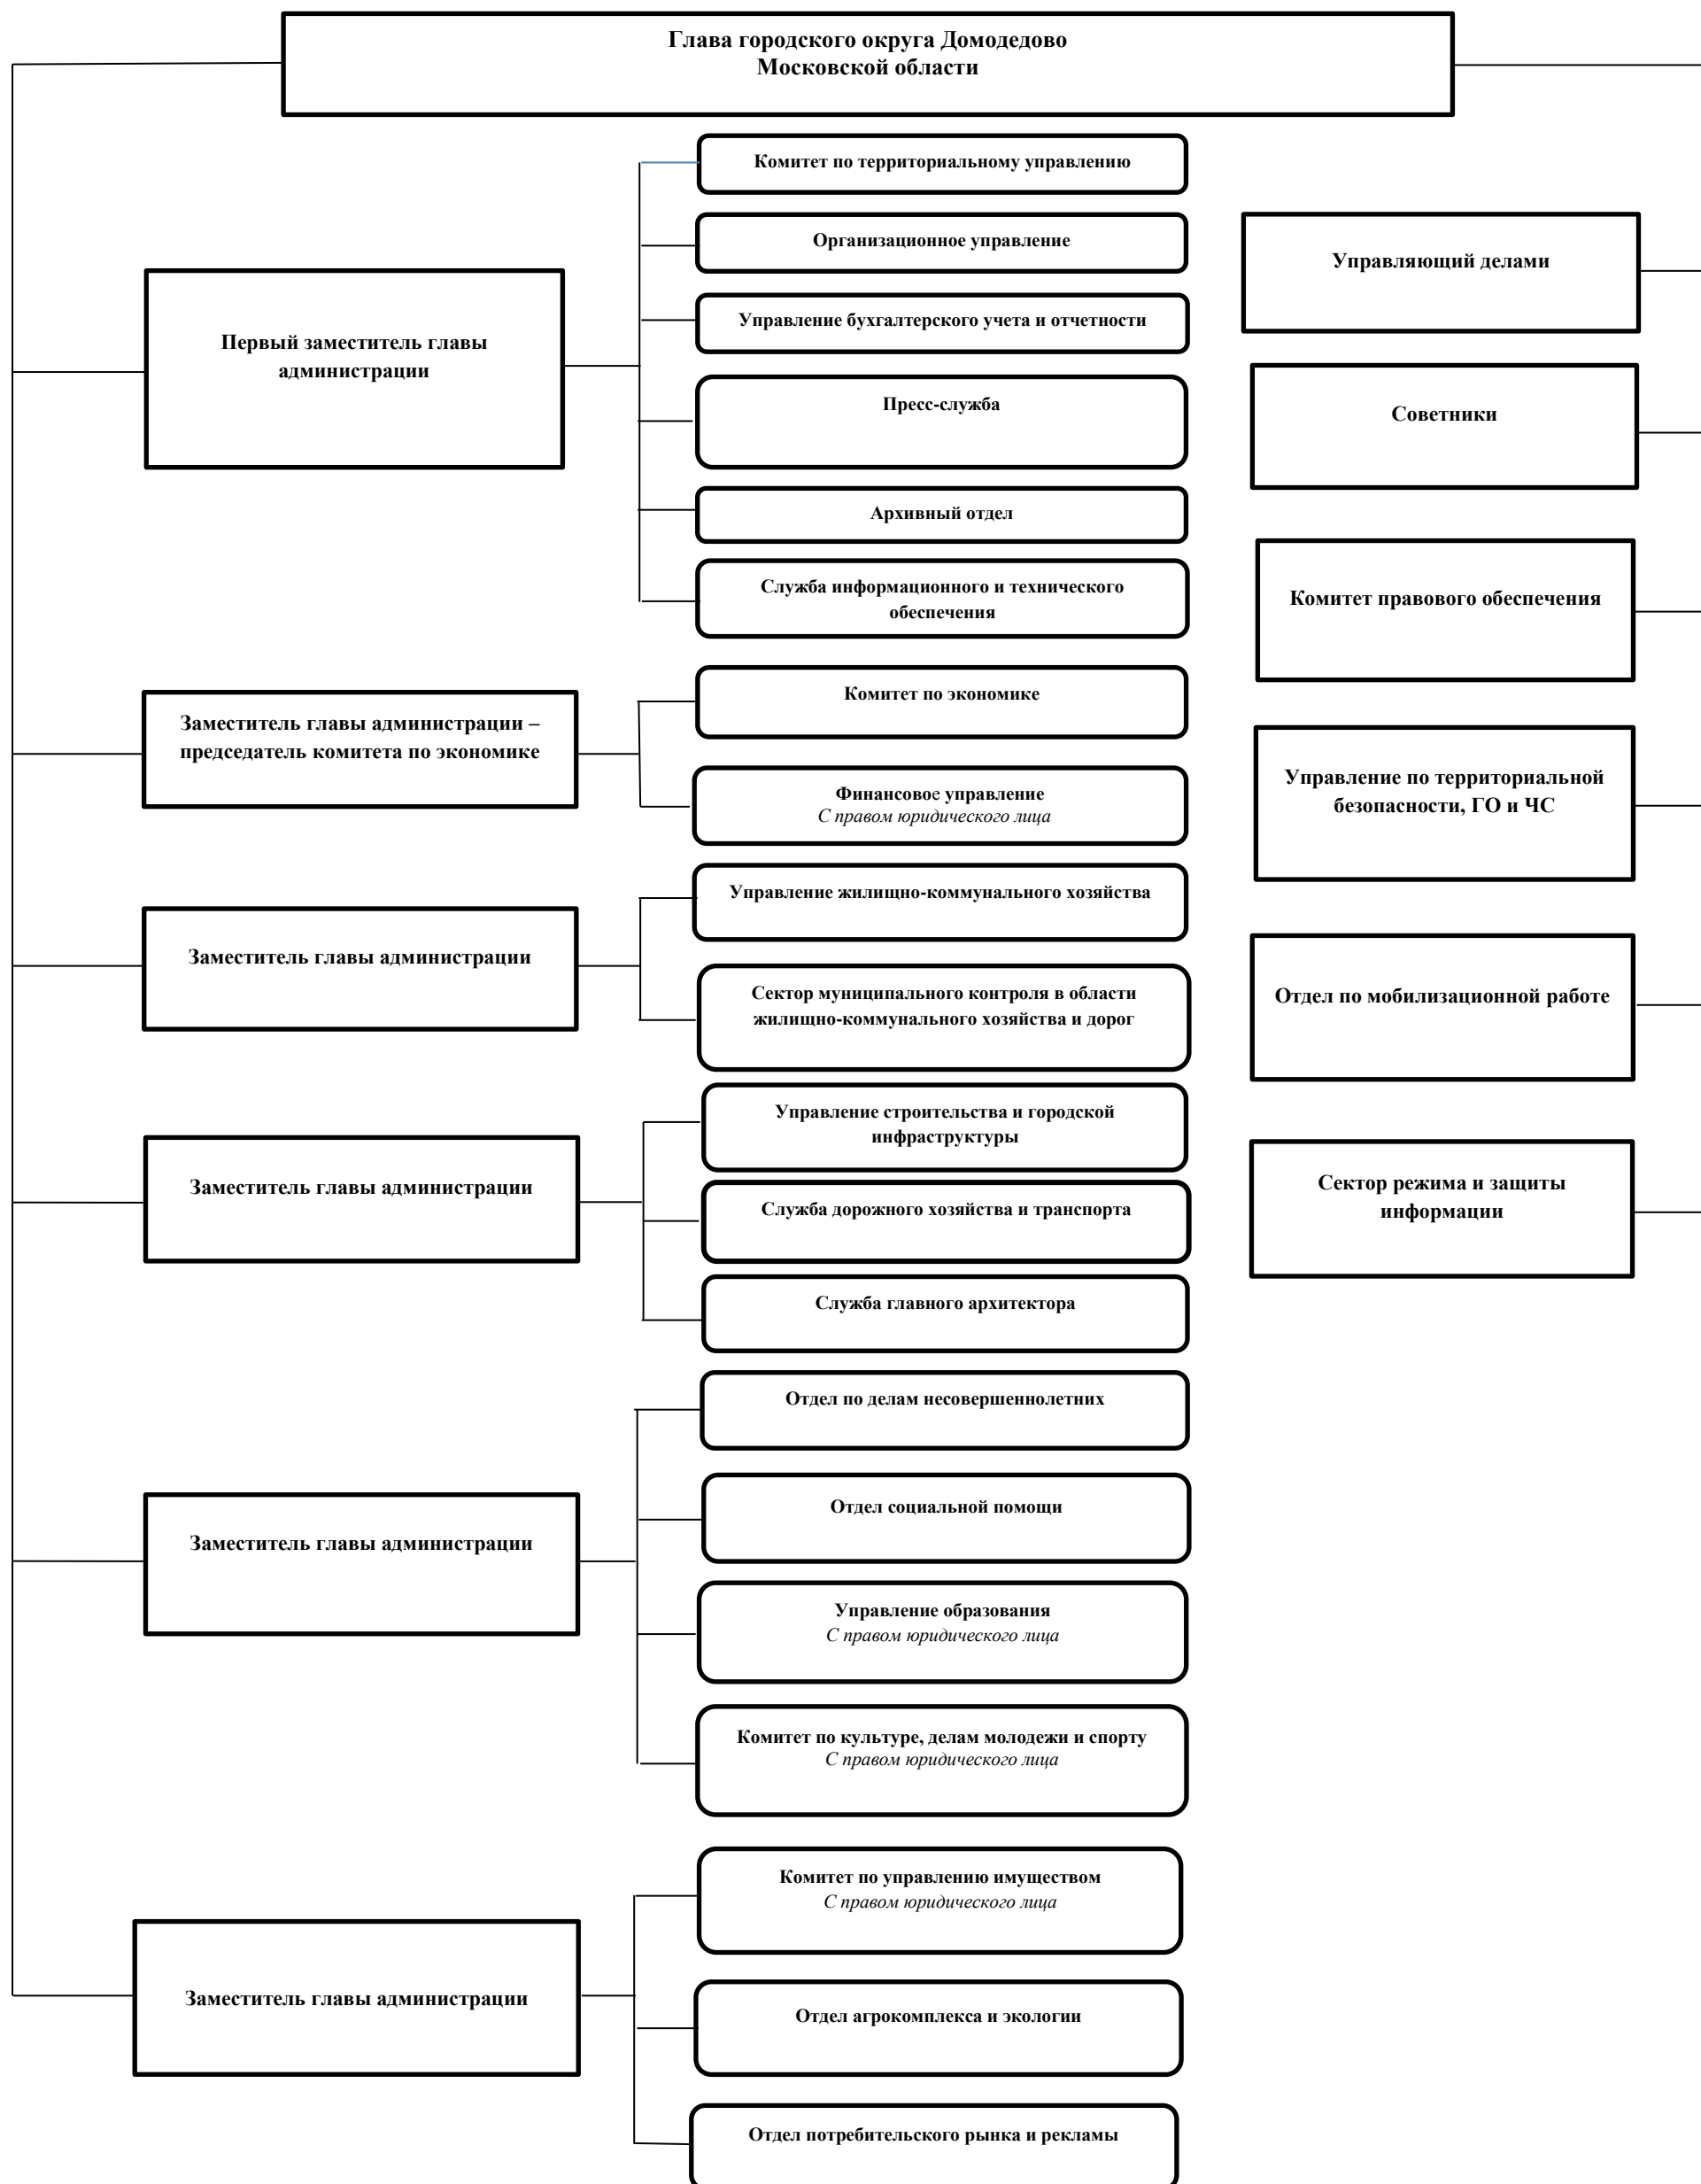 Глава городского округа Домодедово
Московской области
Комитет по территориальному управлению
Организационное управление
Управление бухгалтерского учета и отчетности
Пресс-служба
Архивный отдел
Служба информационного и технического
обеспечения
Первый заместитель главы
администрации
Управляющий делами
Советники
Комитет правового обеспечения
Управление по территориальной
безопасности, ГО и ЧС
Отдел по мобилизационной работе
Сектор режима и защиты
информации
Заместитель главы администрации –
председатель комитета по экономике
Комитет по экономике
Финансовое управление
С правом юридического лица
Заместитель главы администрации
Управление жилищно-коммунального хозяйства
Сектор муниципального контроля в области
жилищно-коммунального хозяйства и дорог
Заместитель главы администрации
Управление строительства и городской
инфраструктуры
Служба дорожного хозяйства и транспорта
Служба главного архитектора
Заместитель главы администрации
Отдел по делам несовершеннолетних
Отдел социальной помощи
Управление образования
С правом юридического лица
Комитет по культуре, делам молодежи и спорту
С правом юридического лица
Заместитель главы администрации
Комитет по управлению имуществом
С правом юридического лица
Отдел агрокомплекса и экологии
Отдел потребительского рынка и рекламы